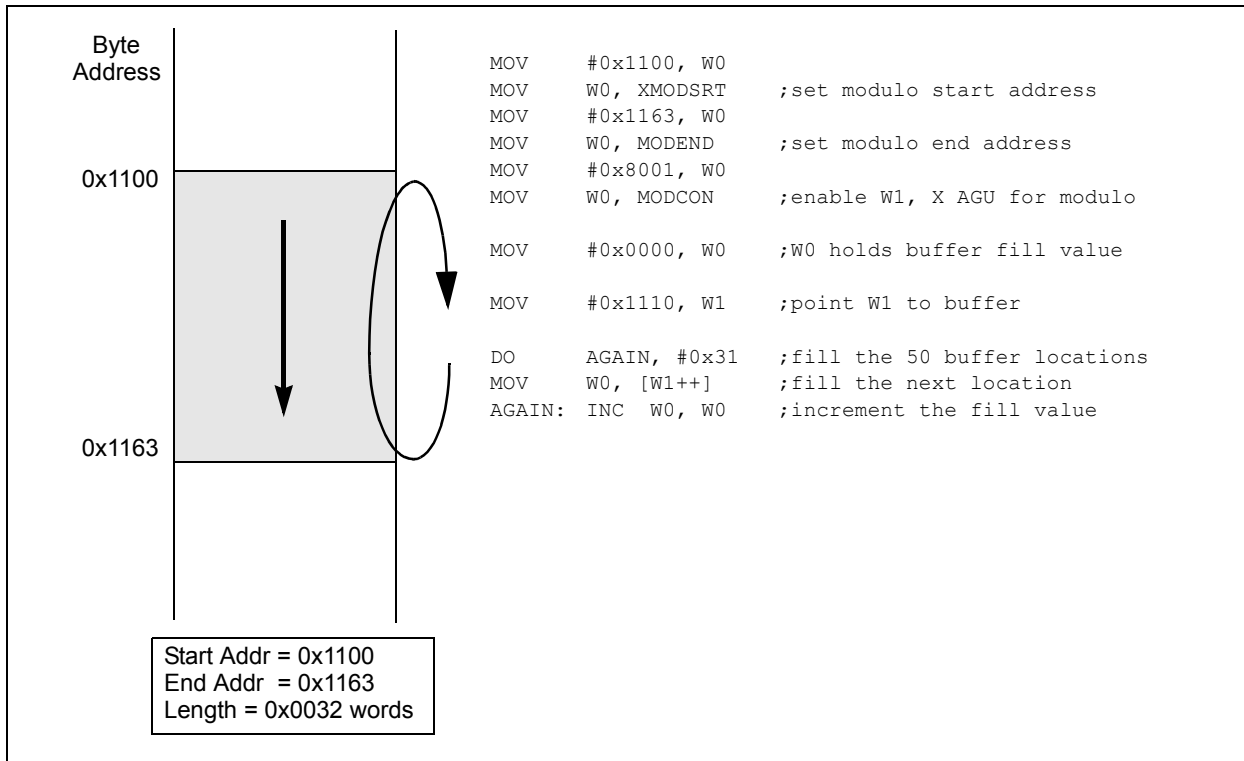 Byte
Address
0x1100
0x1163
MOV #0x1100, W0
MOV W0, XMODSRT ;set modulo start address
MOV #0x1163, W0
MOV W0, MODEND ;set modulo end address
MOV #0x8001, W0
MOV W0, MODCON ;enable W1, X AGU for modulo
MOV #0x0000, W0 ;W0 holds buffer fill value
MOV #0x1110, W1 ;point W1 to buffer
DO AGAIN, #0x31 ;fill the 50 buffer locations
MOV W0, [W1++] ;fill the next location
AGAIN: INC W0, W0 ;increment the fill value
Start Addr = 0x1100
End Addr = 0x1163
Length = 0x0032 words